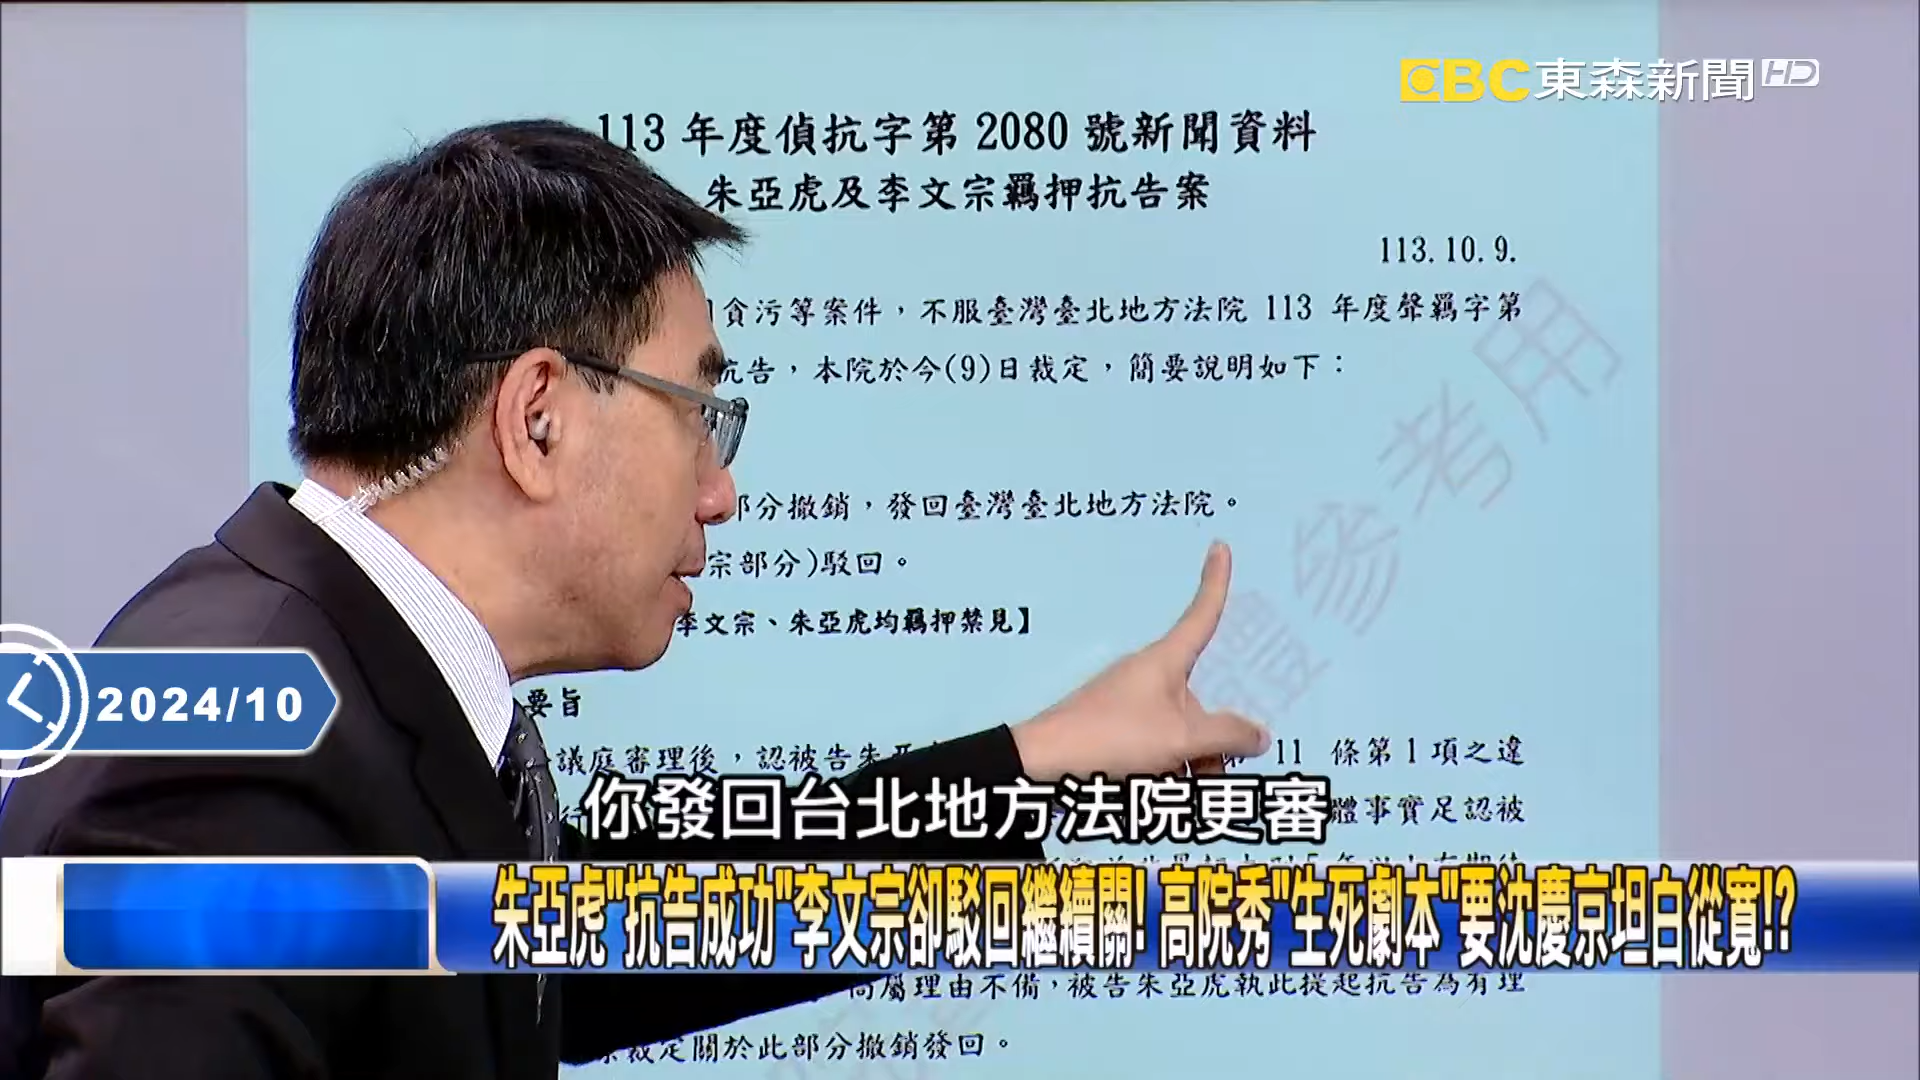 EBC東森新聞HD
113年度偵抗字第2080號新聞資料
朱亞虎及李文宗羈押抗告案
113.10.9.
貪污等案件，不服臺灣臺北地方法院 113 年度聲羈字第
抗告，本院於今(9)日裁定，簡要說明如下：
部分撤銷，發回臺灣臺北地方法院。
宗部分)駁回。
李文宗、朱亞虎均羈押禁見】
體參考用
2024/10
要旨
議庭審理後，認被告朱亞 11 條第1項之違
行 體事實足認被
你發回台北地方法院更審
朱亞虎"抗告成功"李文宗卻駁回繼續關! 高院秀"生死劇本"要沈慶京坦白從寬!?
尚屬理由不備，被告朱亞虎執此提起抗告為有理
裁定關於此部分撤銷發回。